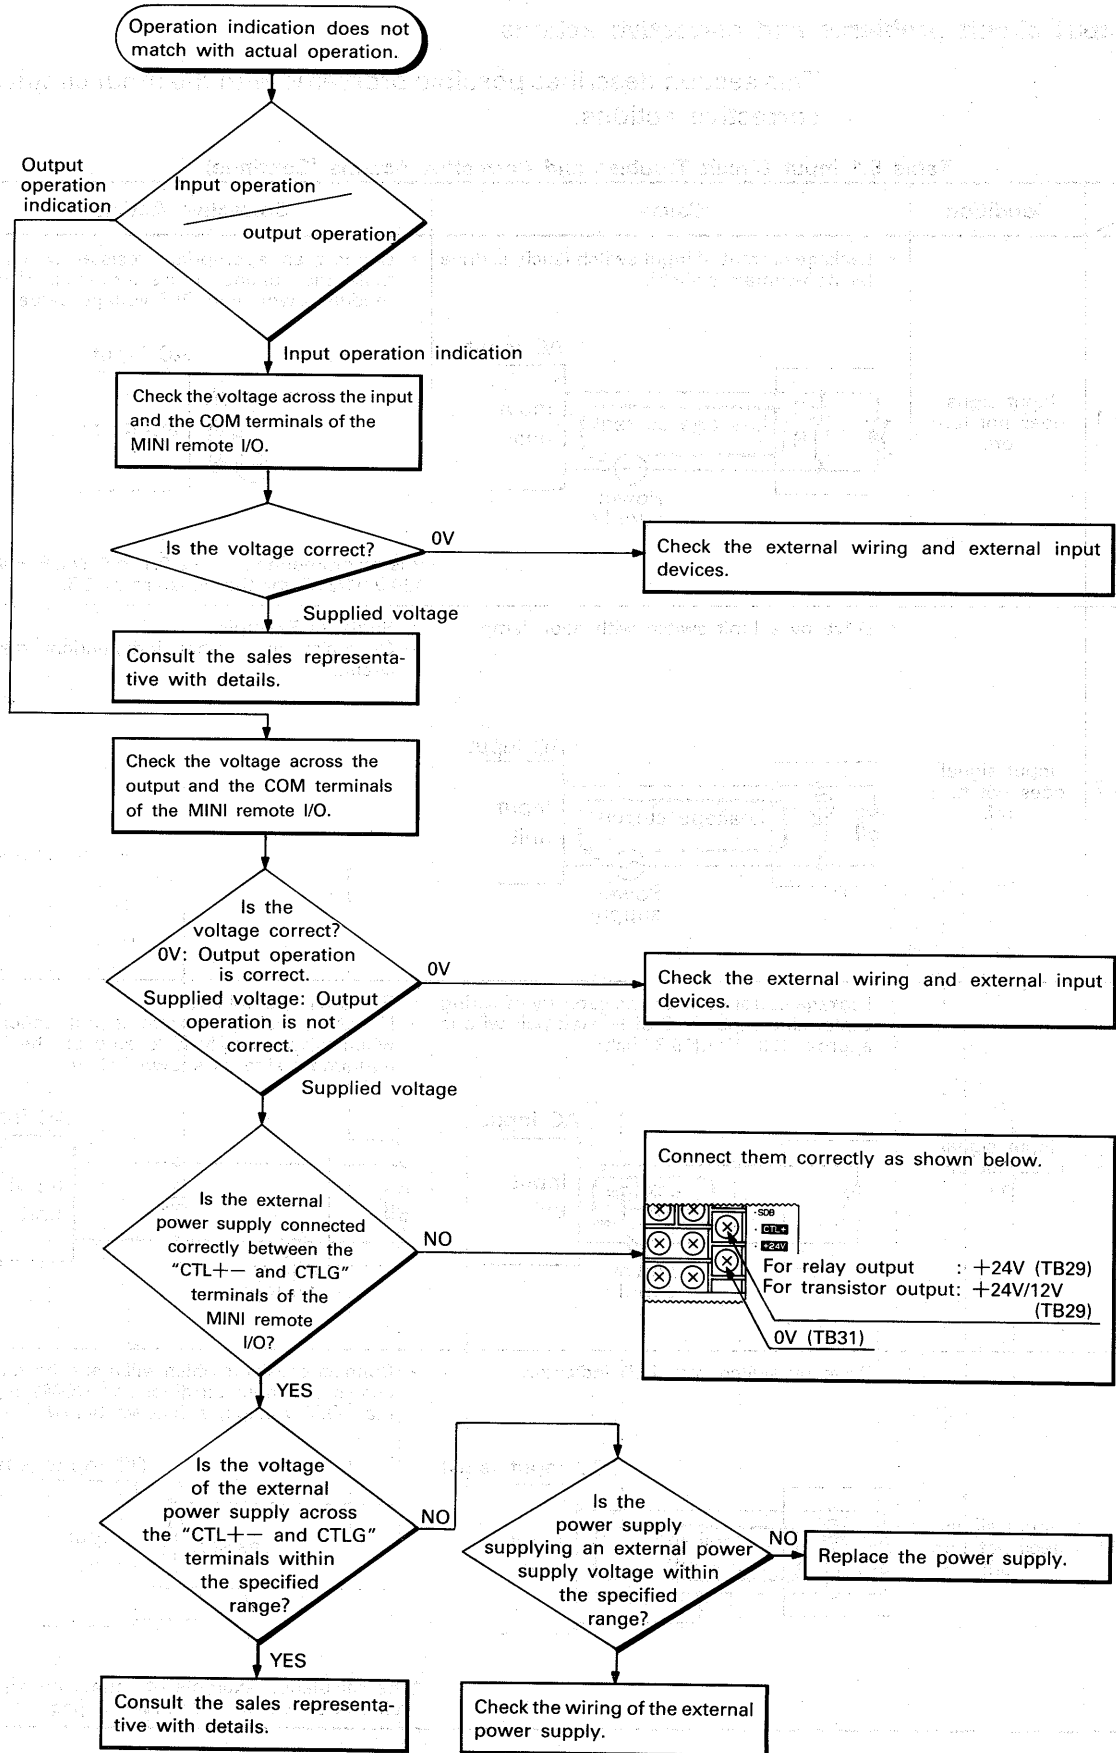 Operation indication does not
match with actual operation.
Output
operation
indication
Input operation
output operation
Input operation indication
Check the voltage across the input
and the COM terminals of the
MINI remote I/O.
Is the voltage correct?
0V
Check the external wiring and external input
devices.
Supplied voltage
Consult the sales representa-
tive with details.
Check the voltage across the
output and the COM terminals
of the MINI remote I/O.
Is the
voltage correct?
0V: Output operation
is correct.
Supplied voltage: Output
operation is not
correct.
0V
Check the external wiring and external input
devices.
Supplied voltage
Is the external
power supply connected
correctly between the
"CTL+− and CTLG"
terminals of the
MINI remote
I/O?
NO
Connect them correctly as shown below.
SDB
CTL+
+24V
For relay output : +24V (TB29)
For transistor output: +24V/12V
(TB29)
0V (TB31)
YES
Is the voltage
of the external
power supply across
the "CTL+− and CTLG"
terminals within
the specified
range?
NO
Is the
power supply
supplying an external power
supply voltage within
the specified
range?
NO
Replace the power supply.
YES
Consult the sales representa-
tive with details.
Check the wiring of the external
power supply.